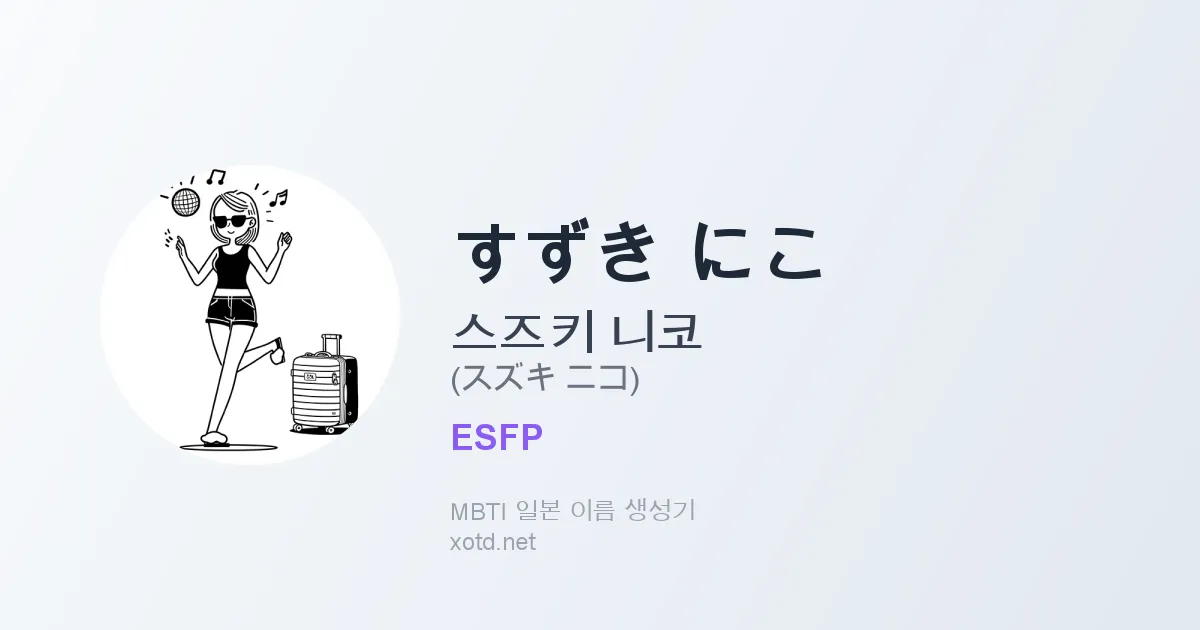 すずき にこ
스즈키 니코
(スズキ ニコ)
ESFP
MBTI 일본 이름 생성기
xotd.net